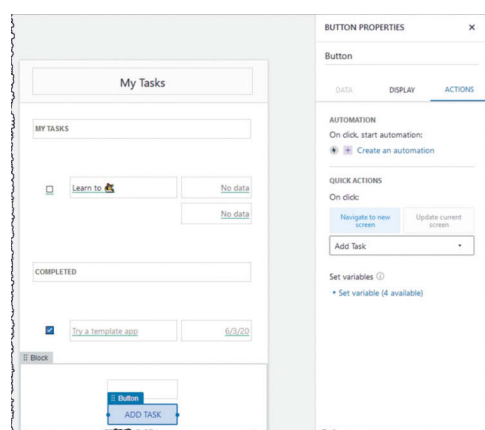 My Tasks
MY TASKS
Learn to
No data
No data
COMPLETED
Try a template app
6/3/20
Block
Button
ADD TASK
BUTTON PROPERTIES
Button
DATA
DISPLAY
ACTIONS
AUTOMATION
On click, start automation:
Create an automation
QUICK ACTIONS
On click:
Navigate to new
screen
Update current
screen
Add Task
Set variables
+ Set variable (4 available)